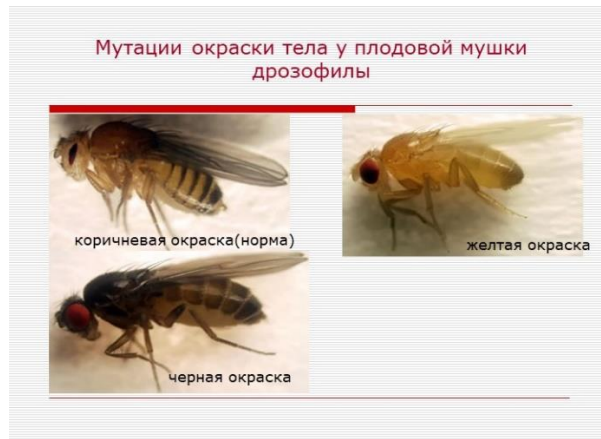 Мутации окраски тела у плодовой мушки
дрозофилы
коричневая окраска(норма)
желтая окраска
черная окраска